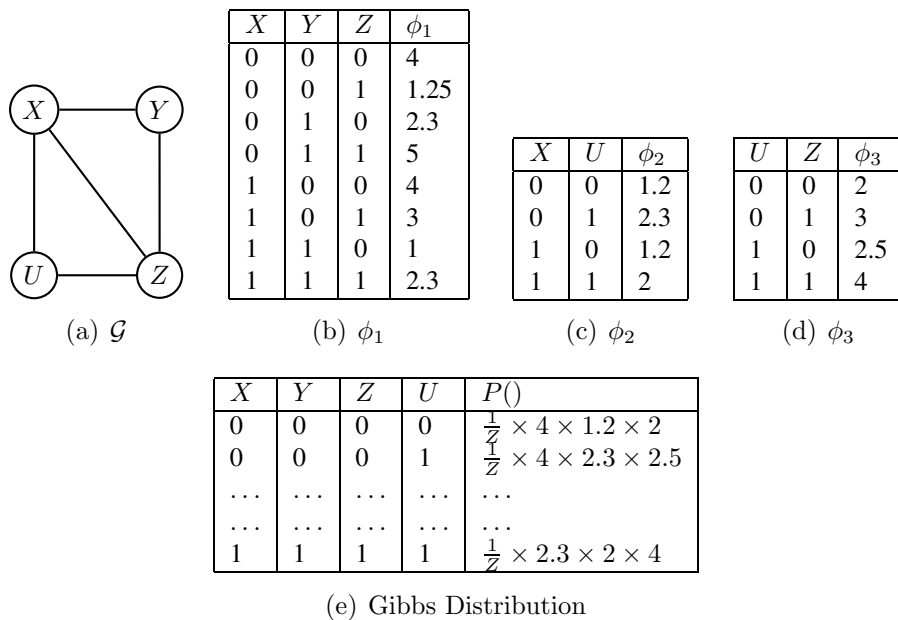 X Y
U Z
(a) 𝒢
X Y Z ϕ₁
0 0 0 4
0 0 1 1.25
0 1 0 2.3
0 1 1 5
1 0 0 4
1 0 1 3
1 1 0 1
1 1 1 2.3
(b) ϕ₁
X U ϕ₂
0 0 1.2
0 1 2.3
1 0 1.2
1 1 2
(c) ϕ₂
U Z ϕ₃
0 0 2
0 1 3
1 0 2.5
1 1 4
(d) ϕ₃
X Y Z U P()
0 0 0 0 1/Z × 4 × 1.2 × 2
0 0 0 1 1/Z × 4 × 2.3 × 2.5
... ... ... ... ...
... ... ... ... ...
1 1 1 1 1/Z × 2.3 × 2 × 4
(e) Gibbs Distribution